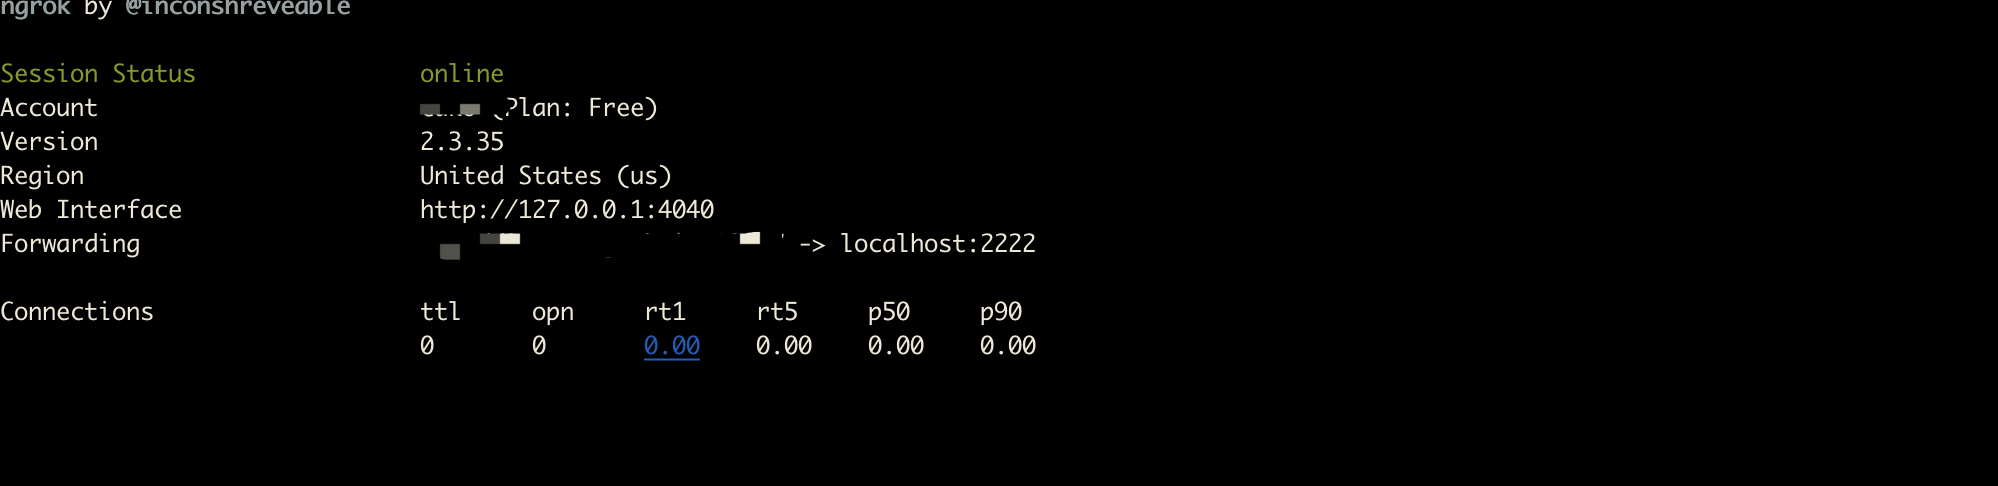 ngrok by @inconshreveable
Session Status online
Account (Plan: Free)
Version 2.3.35
Region United States (us)
Web Interface http://127.0.0.1:4040
Forwarding -> localhost:2222
Connections ttl opn rt1 rt5 p50 p90
0 0 0.00 0.00 0.00 0.00